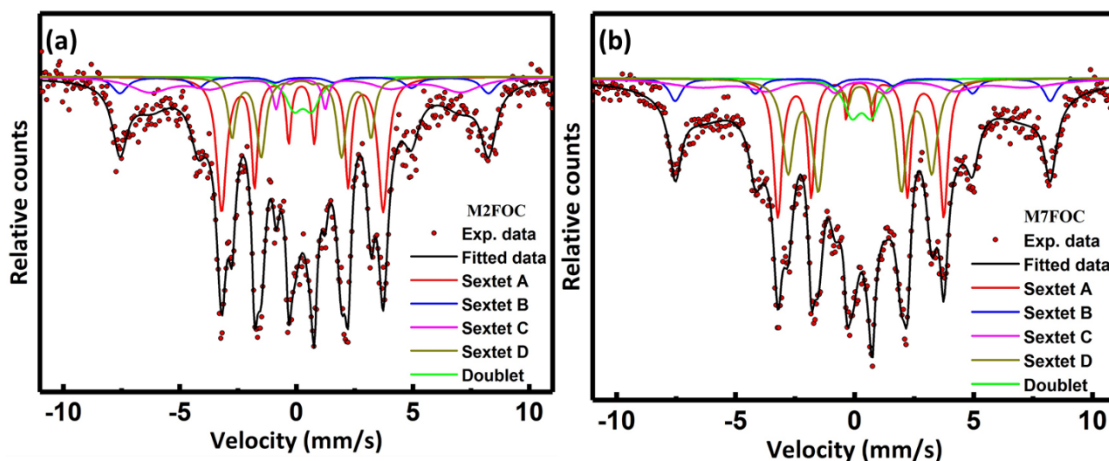 (a)
Relative counts
M2FOC
Exp. data
Fitted data
Sextet A
Sextet B
Sextet C
Sextet D
Doublet
-10 -5 0 5 10
Velocity (mm/s)
(b)
Relative counts
M7FOC
Exp. data
Fitted data
Sextet A
Sextet B
Sextet C
Sextet D
Doublet
-10 -5 0 5 10
Velocity (mm/s)